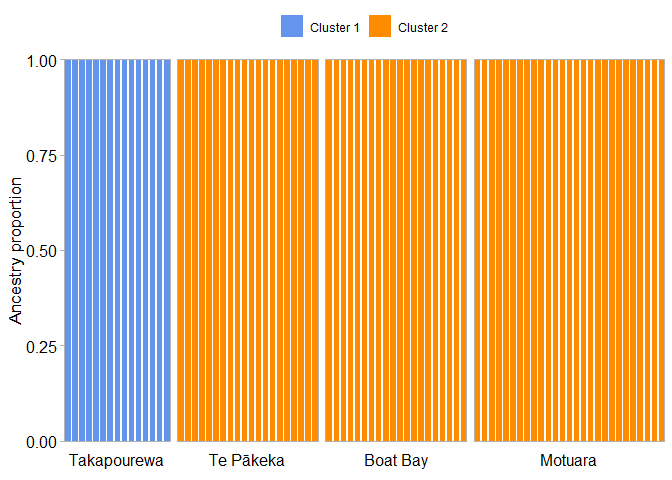 Cluster 1 Cluster 2
1.00
0.75
0.50
0.25
0.00
Ancestry proportion
Takapourewa Te Pākeka Boat Bay Motuara